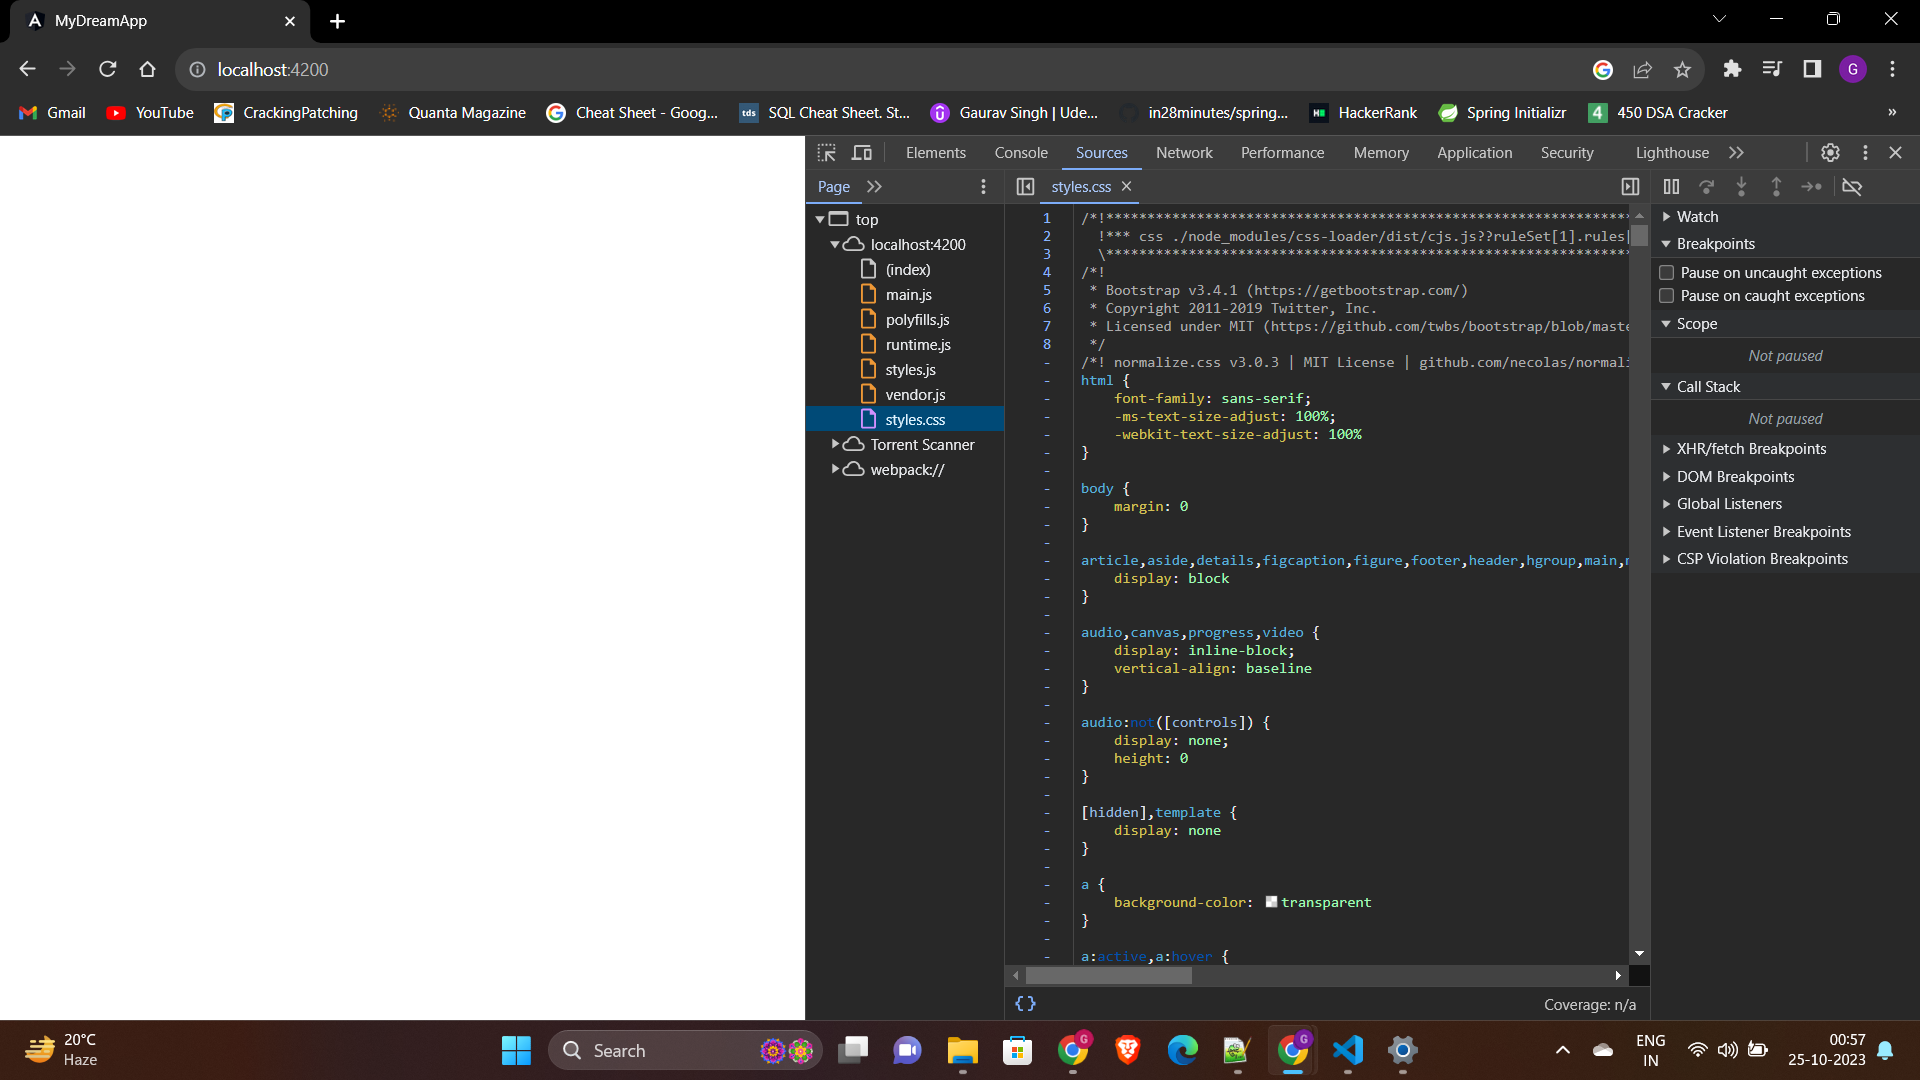 MyDreamApp
localhost:4200
G
Gmail
YouTube
CrackingPatching
Quanta Magazine
Cheat Sheet - Goog...
tds
SQL Cheat Sheet. St...
Gaurav Singh | Ude...
in28minutes/spring...
HackerRank
Spring Initializr
4
450 DSA Cracker
»
Elements
Console
Sources
Network
Performance
Memory
Application
Security
Lighthouse
Page
styles.css
top
localhost:4200
(index)
main.js
polyfills.js
runtime.js
styles.js
vendor.js
styles.css
Torrent Scanner
webpack://
1 /*!****************************************************************
2 !*** css ./node_modules/css-loader/dist/cjs.js??ruleSet[1].rules[
3 \****************************************************************
4 /*!
5 * Bootstrap v3.4.1 (https://getbootstrap.com/)
6 * Copyright 2011-2019 Twitter, Inc.
7 * Licensed under MIT (https://github.com/twbs/bootstrap/blob/maste
8 */
- /*! normalize.css v3.0.3 | MIT License | github.com/necolas/normali
- html {
- font-family: sans-serif;
- -ms-text-size-adjust: 100%;
- -webkit-text-size-adjust: 100%
- }
-
- body {
- margin: 0
- }
-
- article,aside,details,figcaption,figure,footer,header,hgroup,main,n
- display: block
- }
-
- audio,canvas,progress,video {
- display: inline-block;
- vertical-align: baseline
- }
-
- audio:not([controls]) {
- display: none;
- height: 0
- }
-
- [hidden],template {
- display: none
- }
-
- a {
- background-color: transparent
- }
-
- a:active,a:hover {
{}
Coverage: n/a
Watch
Breakpoints
Pause on uncaught exceptions
Pause on caught exceptions
Scope
Not paused
Call Stack
Not paused
XHR/fetch Breakpoints
DOM Breakpoints
Global Listeners
Event Listener Breakpoints
CSP Violation Breakpoints
20°C
Haze
Search
G
G
ENG
IN
00:57
25-10-2023